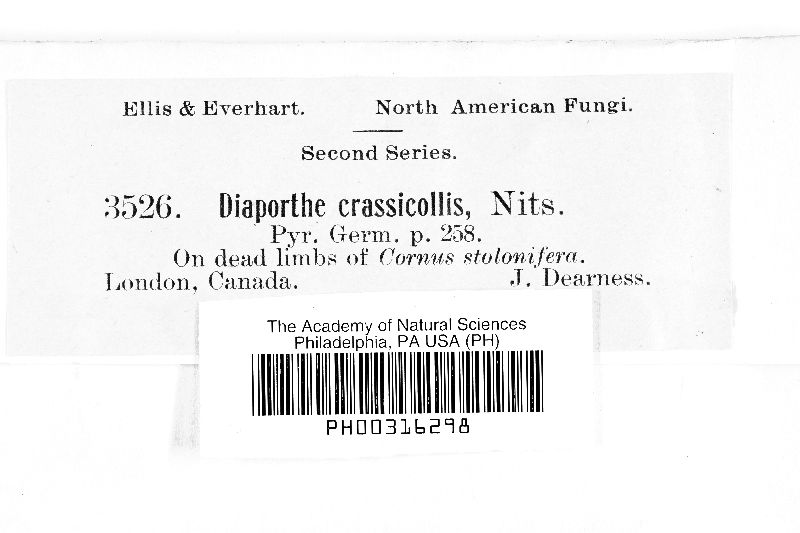 Ellis & Everhart. North American Fungi.
Second Series.
3526. Diaporthe crassicollis, Nits.
Pyr. Germ. p. 258.
On dead limbs of Cornus stolonifera.
London, Canada. J. Dearness.
The Academy of Natural Sciences
Philadelphia, PA USA (PH)
PH00316298